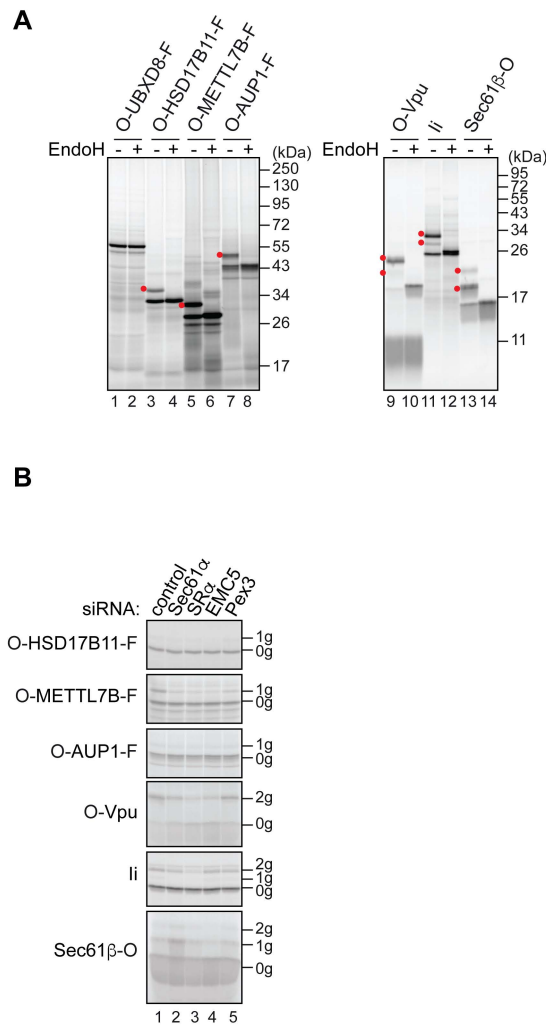 A
O-UBXD8-F
O-HSD17B11-F
O-METTL7B-F
O-AUP1-F
EndoH - + - + - + - + (kDa)
250
130
95
72
55
43
34
26
17
1 2 3 4 5 6 7 8
O-Vpu
Ii
Sec61β-O
EndoH - + - + - + (kDa)
95
72
55
43
34
26
17
11
9 10 11 12 13 14
B
siRNA: control Sec61α SRα EMC5 Pex3
O-HSD17B11-F 1g 0g
O-METTL7B-F 1g 0g
O-AUP1-F 1g 0g
O-Vpu 2g 0g
Ii 2g 1g 0g
Sec61β-O 2g 1g 0g
1 2 3 4 5